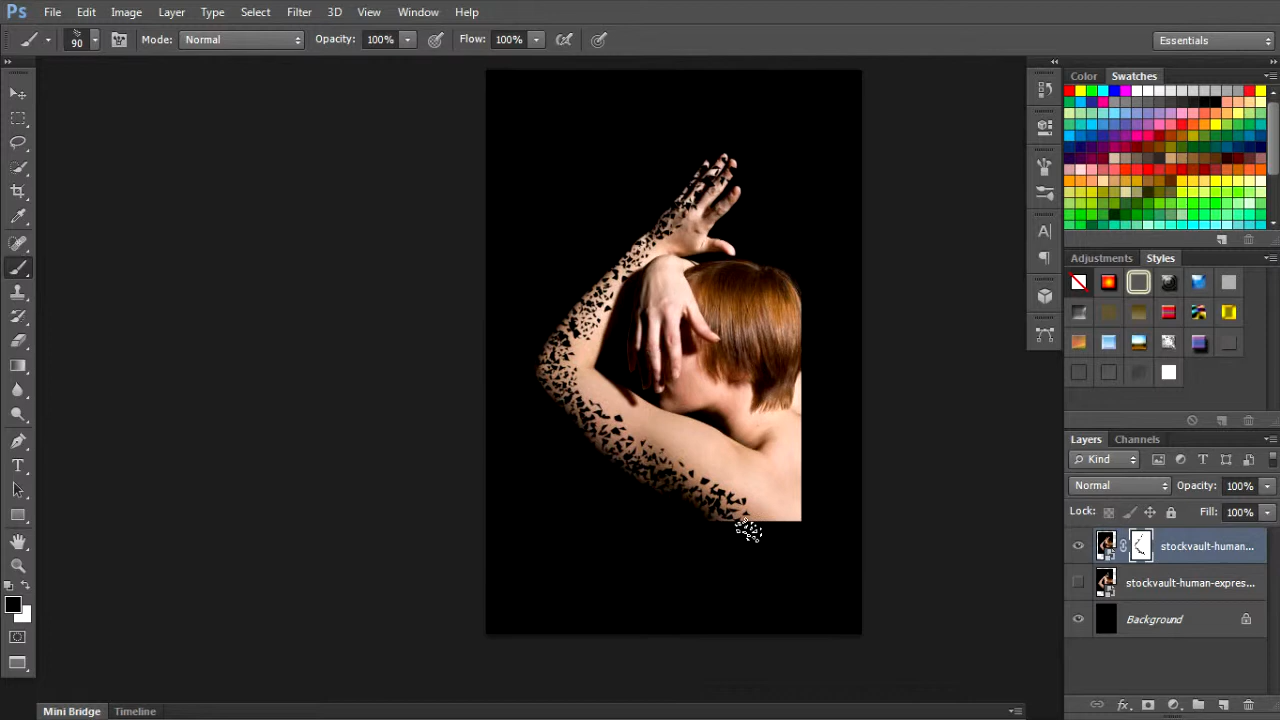 Ps File Edit Image Layer Type Select Filter 3D View Window Help
90 Mode: Normal Opacity: 100% Flow: 100% Essentials
Color Swatches
Adjustments Styles
Layers Channels
Kind
Normal Opacity: 100%
Lock: Fill: 100%
stockvault-human...
stockvault-human-expres...
Background
Mini Bridge Timeline